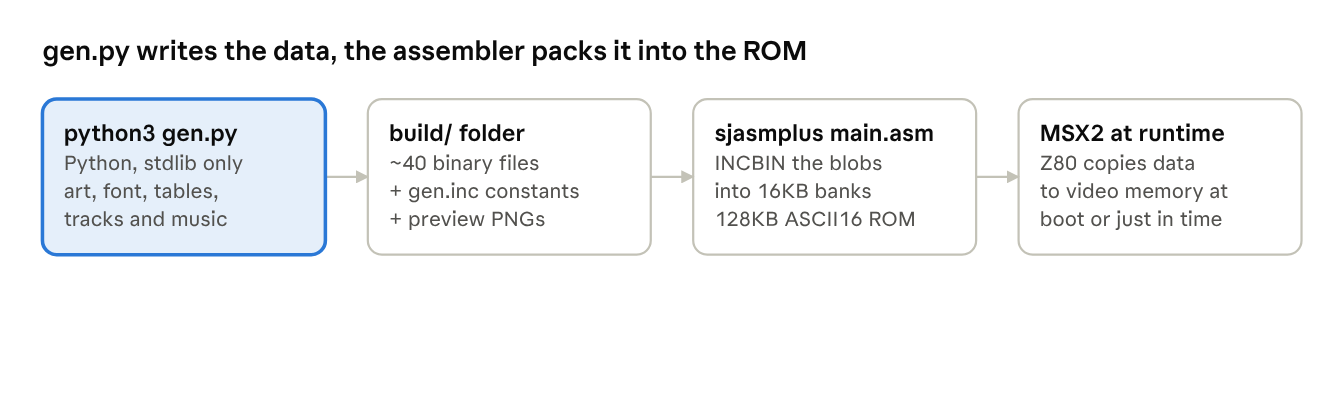 gen.py writes the data, the assembler packs it into the ROM
python3 gen.py
Python, stdlib only
art, font, tables,
tracks and music
build/ folder
~40 binary files
+ gen.inc constants
+ preview PNGs
sjasmplus main.asm
INCBIN the blobs
into 16KB banks
128KB ASCII16 ROM
MSX2 at runtime
Z80 copies data
to video memory at
boot or just in time